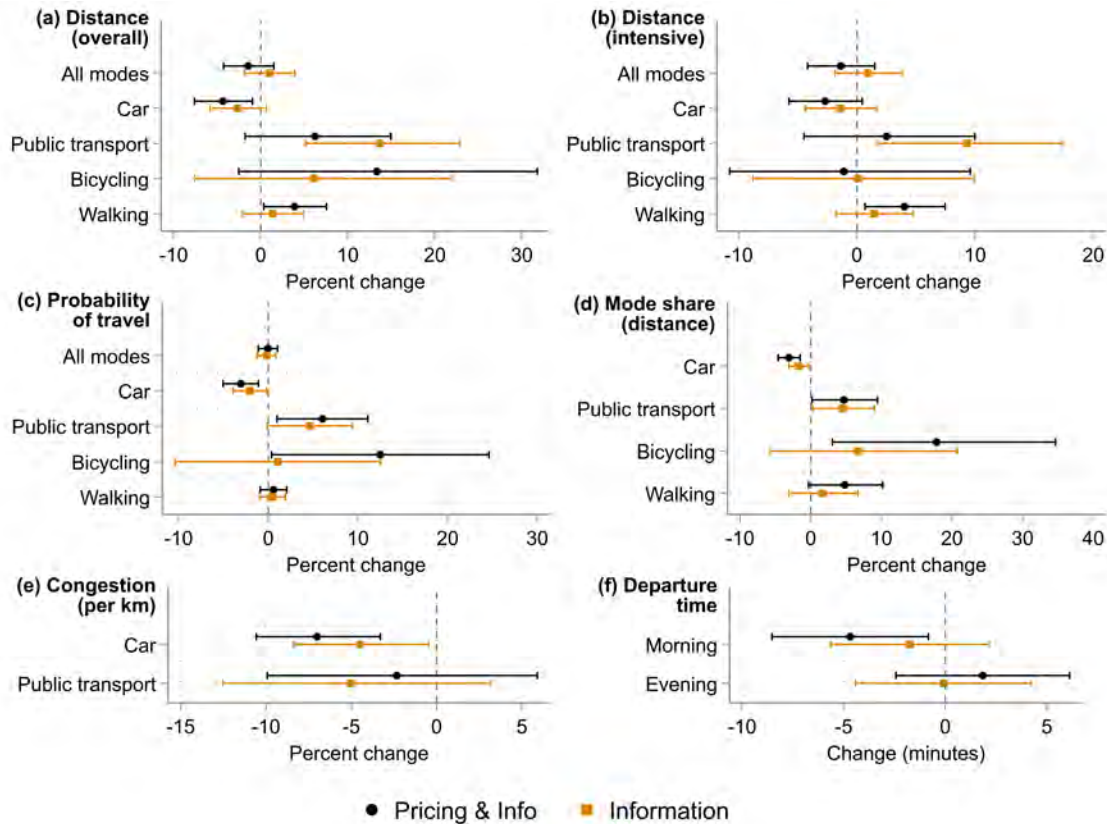 (a) Distance
(overall)
All modes
Car
Public transport
Bicycling
Walking
-10 0 10 20 30
Percent change
(b) Distance
(intensive)
All modes
Car
Public transport
Bicycling
Walking
-10 0 10 20
Percent change
(c) Probability
of travel
All modes
Car
Public transport
Bicycling
Walking
-10 0 10 20 30
Percent change
(d) Mode share
(distance)
Car
Public transport
Bicycling
Walking
-10 0 10 20 30 40
Percent change
(e) Congestion
(per km)
Car
Public transport
-15 -10 -5 0 5
Percent change
(f) Departure
time
Morning
Evening
-10 -5 0 5
Change (minutes)
Pricing & Info Information